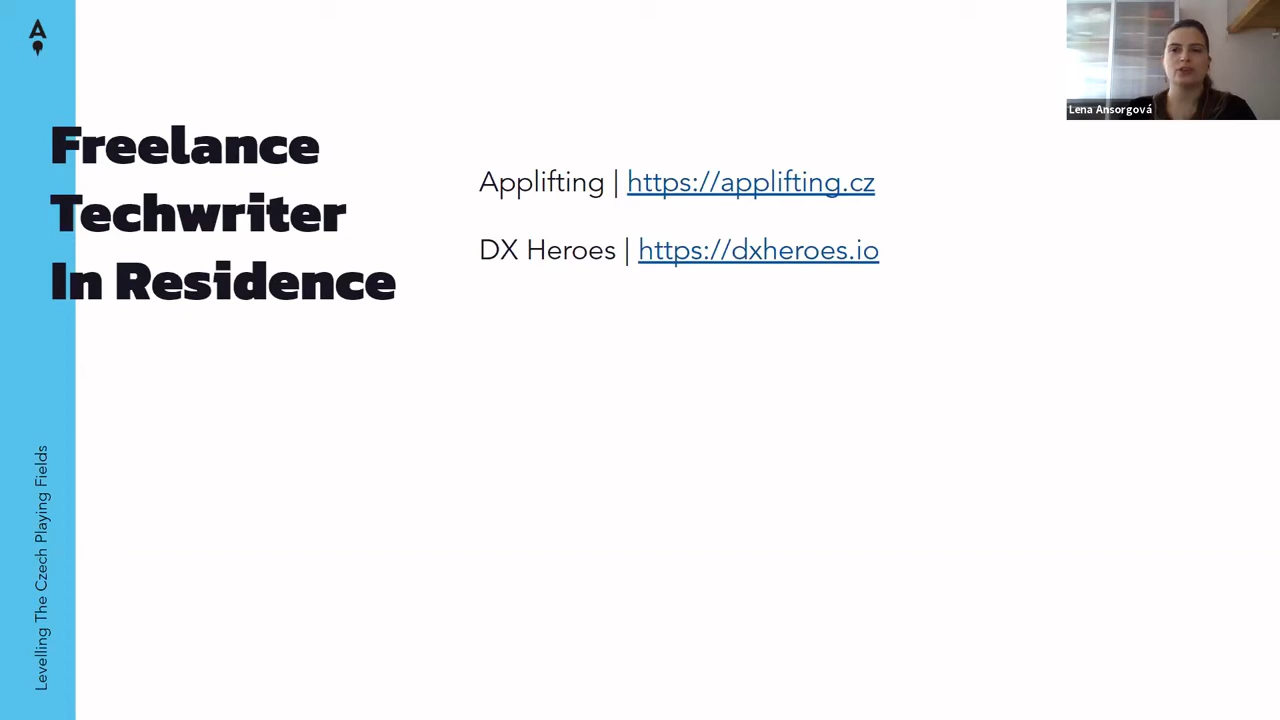 A
Freelance
Techwriter
In Residence
Applifting | https://applifting.cz
DX Heroes | https://dxheroes.io
Lena Ansorgová
Levelling The Czech Playing Fields